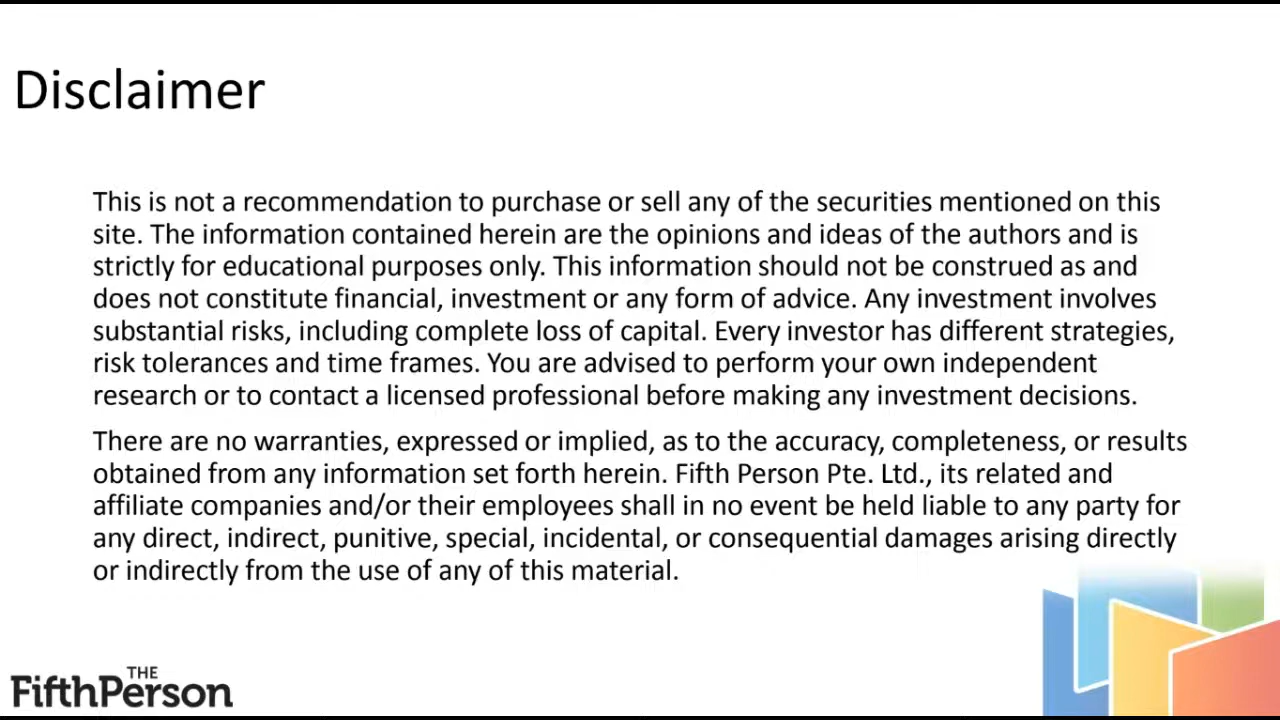 Disclaimer
This is not a recommendation to purchase or sell any of the securities mentioned on this
site. The information contained herein are the opinions and ideas of the authors and is
strictly for educational purposes only. This information should not be construed as and
does not constitute financial, investment or any form of advice. Any investment involves
substantial risks, including complete loss of capital. Every investor has different strategies,
risk tolerances and time frames. You are advised to perform your own independent
research or to contact a licensed professional before making any investment decisions.
There are no warranties, expressed or implied, as to the accuracy, completeness, or results
obtained from any information set forth herein. Fifth Person Pte. Ltd., its related and
affiliate companies and/or their employees shall in no event be held liable to any party for
any direct, indirect, punitive, special, incidental, or consequential damages arising directly
or indirectly from the use of any of this material.
THE
FifthPerson